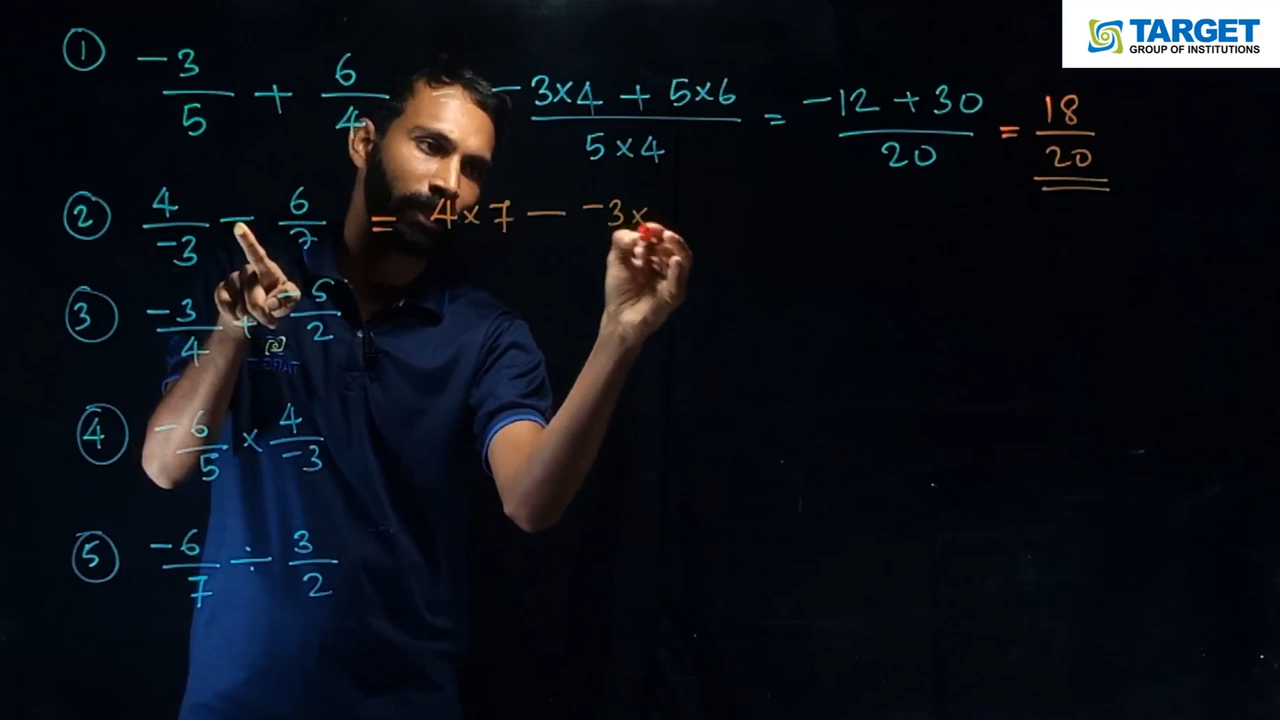 TARGET
GROUP OF INSTITUTIONS
① -3/5 + 6/4 = -3×4 + 5×6 / 5×4 = -12 + 30 / 20 = 18/20
② 4/-3 - 6/7 = 4×7 - -3×
③ -3/4 + -5/2
④ -6/5 × 4/-3
⑤ -6/7 ÷ 3/2